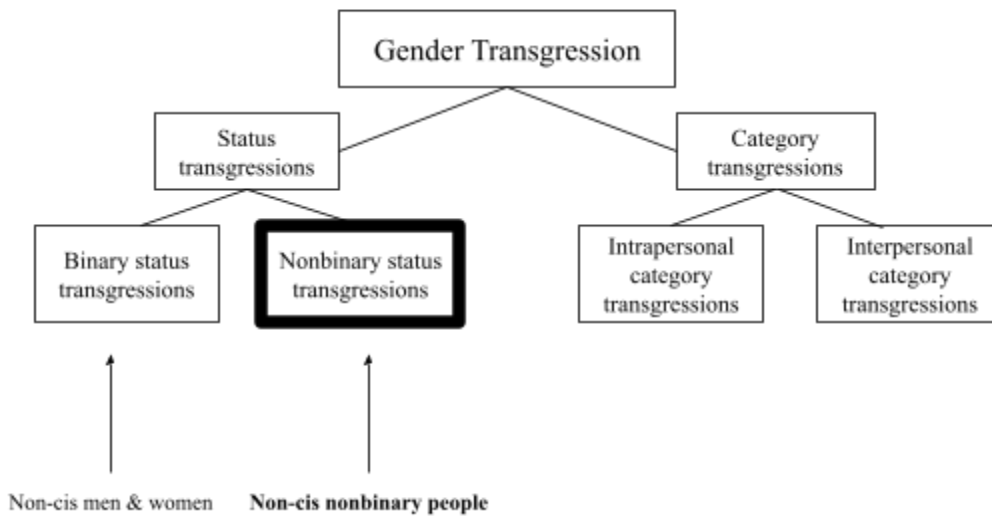 Gender Transgression
Status
transgressions
Category
transgressions
Binary status
transgressions
Nonbinary status
transgressions
Intrapersonal
category
transgressions
Interpersonal
category
transgressions
Non-cis men & women
Non-cis nonbinary people